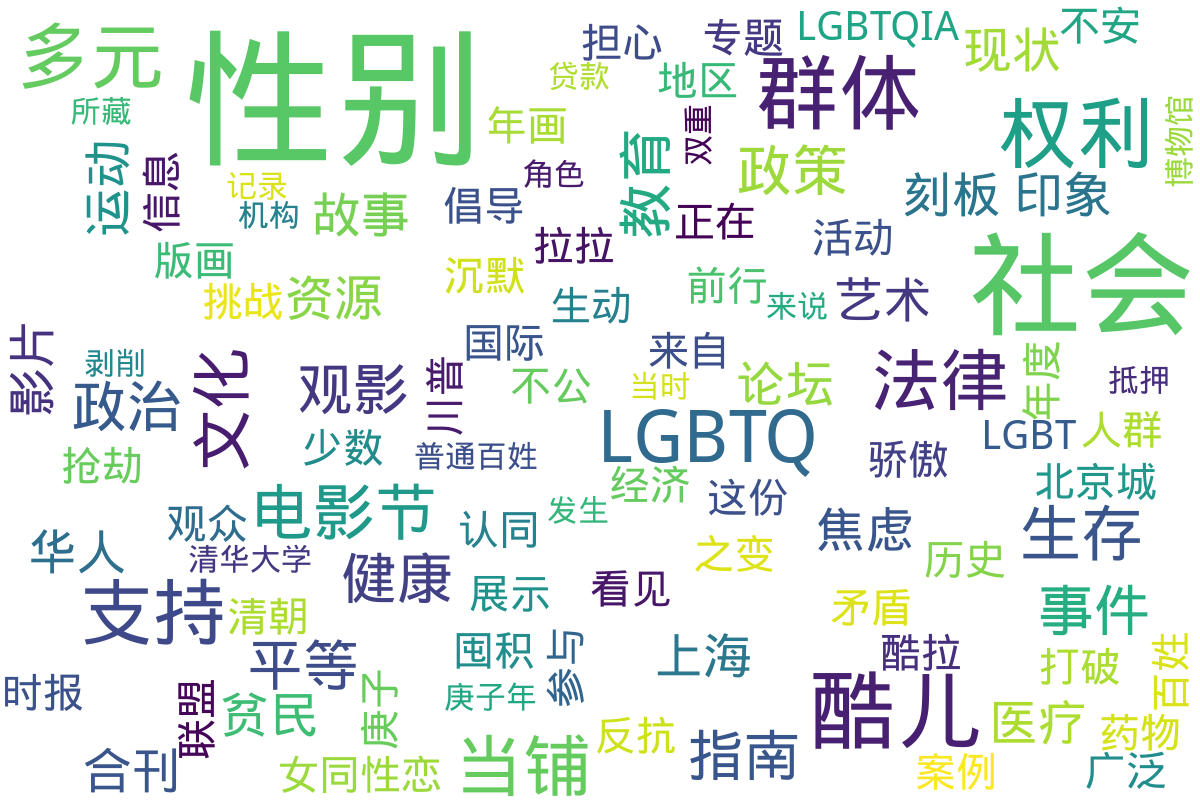 多元
性别
担心
专题
LGBTQIA
现状
不安
所藏
贷款
地区
群体
年画
双重
权利
博物馆
运动
信息
记录
机构
故事
倡导
角色
教育
正在
政策
刻板
印象
版画
挑战
资源
沉默
拉拉
生动
前行
来说
活动
艺术
社会
影片
剥削
政治
文化
观影
川普
国际
不公
来自
当时
论坛
法律
年度
抵押
抢劫
少数
普通百姓
LGBTQ
骄傲
LGBT
人群
华人
观众
电影节
认同
发生
经济
这份
焦虑
北京城
生存
历史
清华大学
健康
展示
看见
之变
支持
清朝
平等
囤积
参与
上海
矛盾
酷拉
事件
打破
百姓
时报
联盟
贫民
庚子
庚子年
反抗
指南
酷儿
医疗
药物
合刊
女同性恋
当铺
案例
广泛